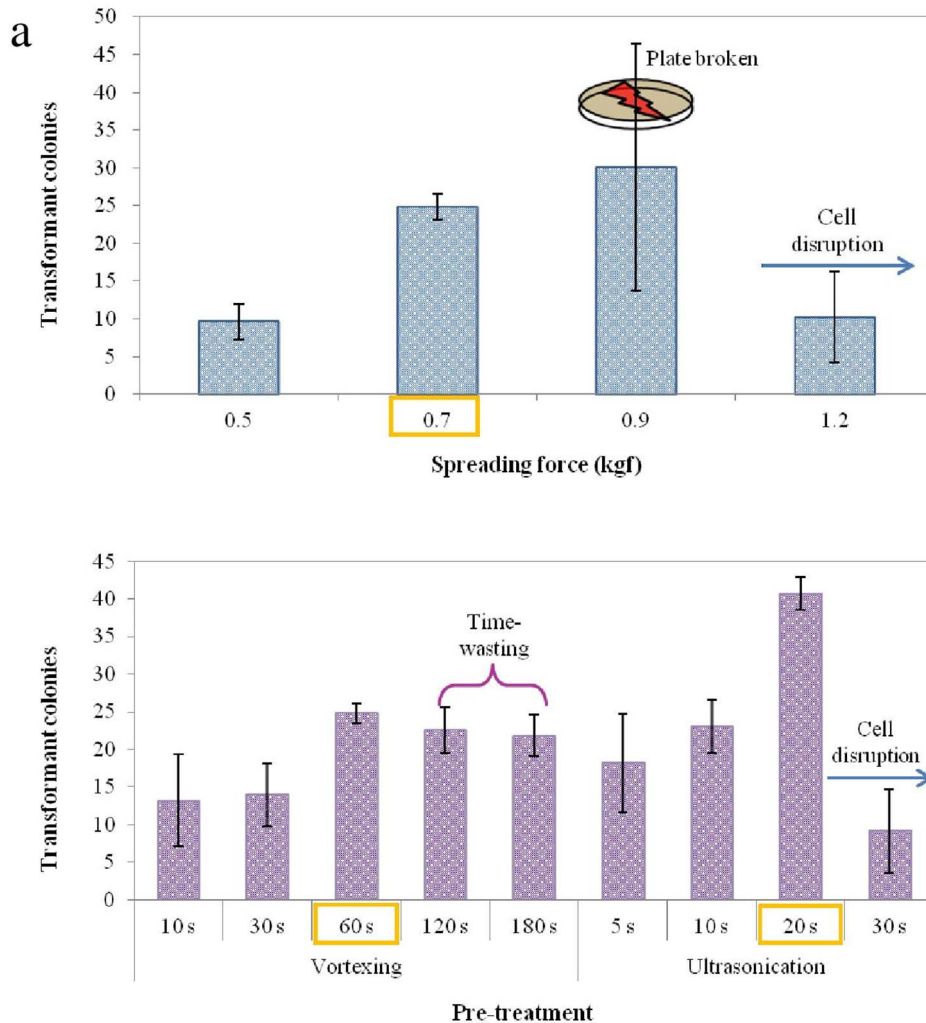 a
50
45
40
35
30
25
20
15
10
5
0
Transformant colonies
Plate broken
Cell
disruption
0.5 0.7 0.9 1.2
Spreading force (kgf)
45
40
35
30
25
20
15
10
5
0
Transformant colonies
Time-
wasting
Cell
disruption
10 s 30 s 60 s 120 s 180 s 5 s 10 s 20 s 30 s
Vortexing Ultrasonication
Pre-treatment